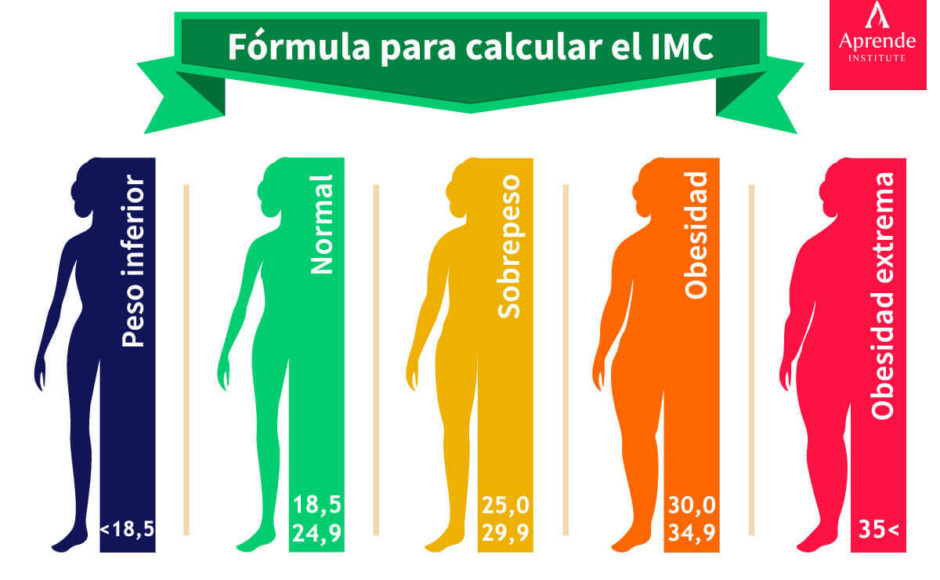 Fórmula para calcular el IMC
Aprende
INSTITUTE
Peso inferior
<18,5
Normal
18,5
24,9
Sobrepeso
25,0
29,9
Obesidad
30,0
34,9
Obesidad extrema
35<